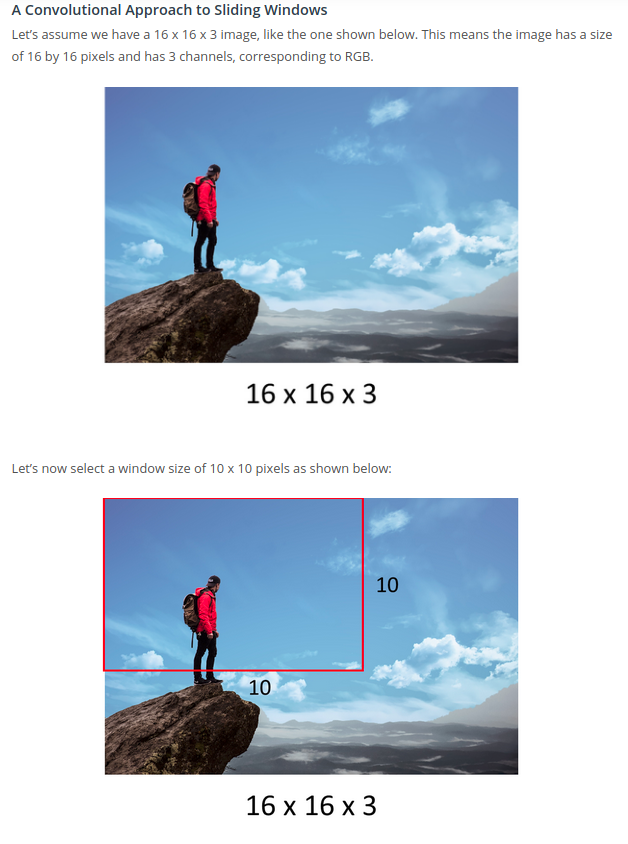 A Convolutional Approach to Sliding Windows
Let's assume we have a 16 x 16 x 3 image, like the one shown below. This means the image has a size
of 16 by 16 pixels and has 3 channels, corresponding to RGB.
16 x 16 x 3
Let's now select a window size of 10 x 10 pixels as shown below:
10
10
16 x 16 x 3